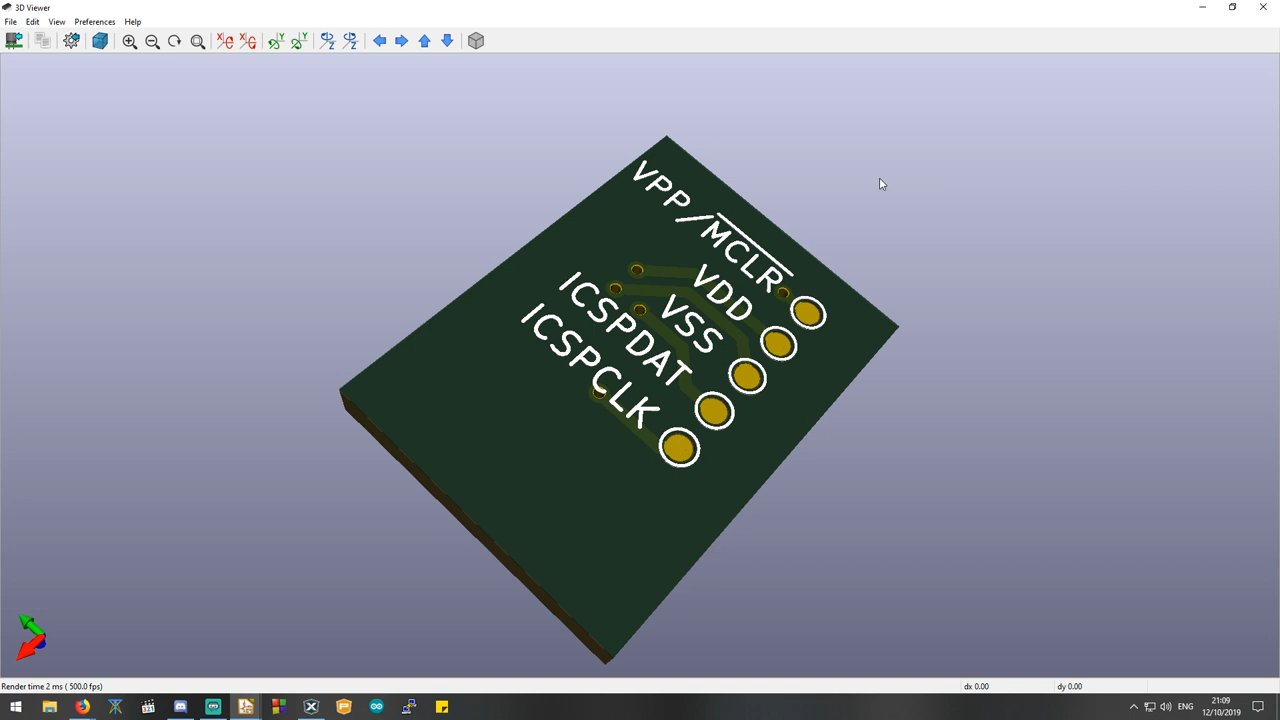 3D Viewer
File Edit View Preferences Help
VPP/MCLR
VDD
VSS
ICSPDAT
ICSPCLK
Render time 2 ms ( 500.0 fps)
dx 0.00
dy 0.00
ENG
21:09
12/10/2019